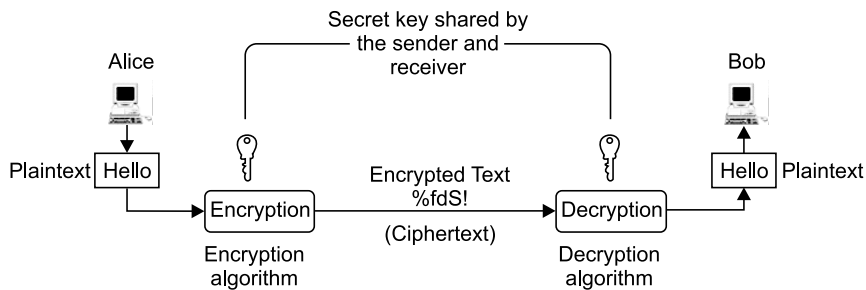 Secret key shared by
the sender and
receiver
Alice
Bob
Plaintext
Hello
Encrypted Text
%fdS!
Hello
Plaintext
Encryption
Decryption
(Ciphertext)
Encryption
algorithm
Decryption
algorithm